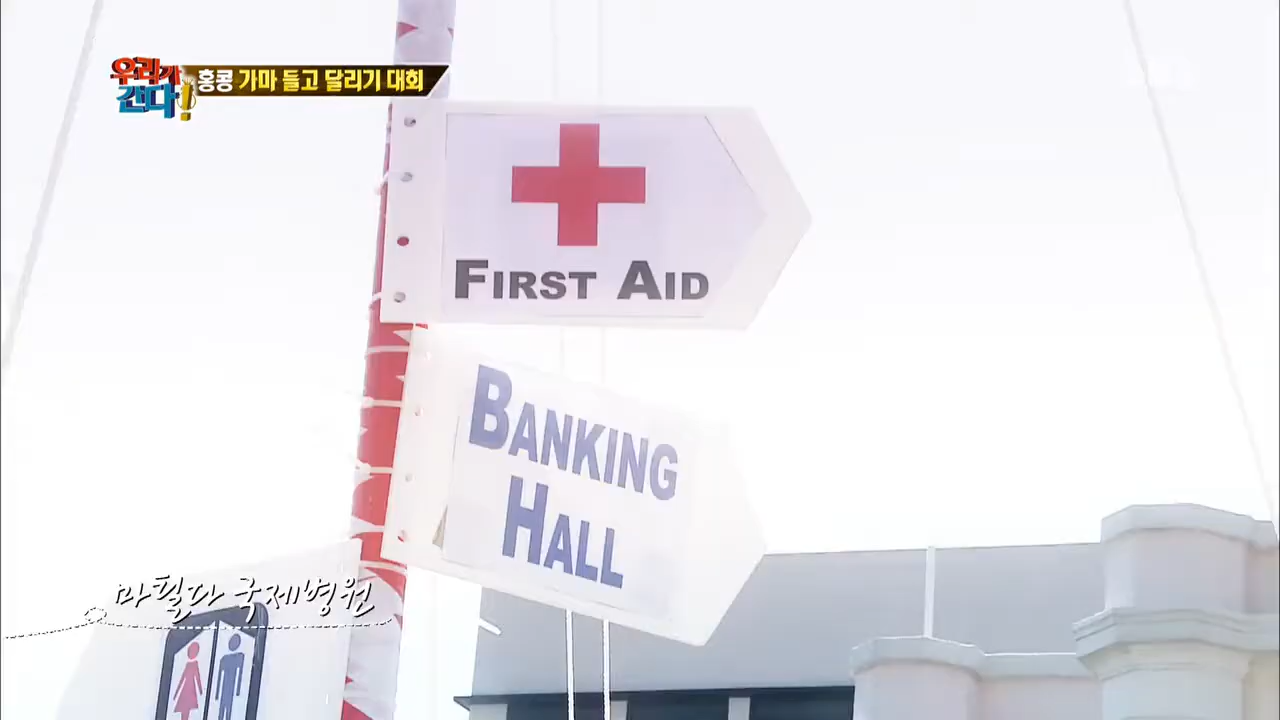 우리가
간다!
홍콩 가마 들고 달리기 대회
FIRST AID
BANKING
HALL
마틸다 국제병원